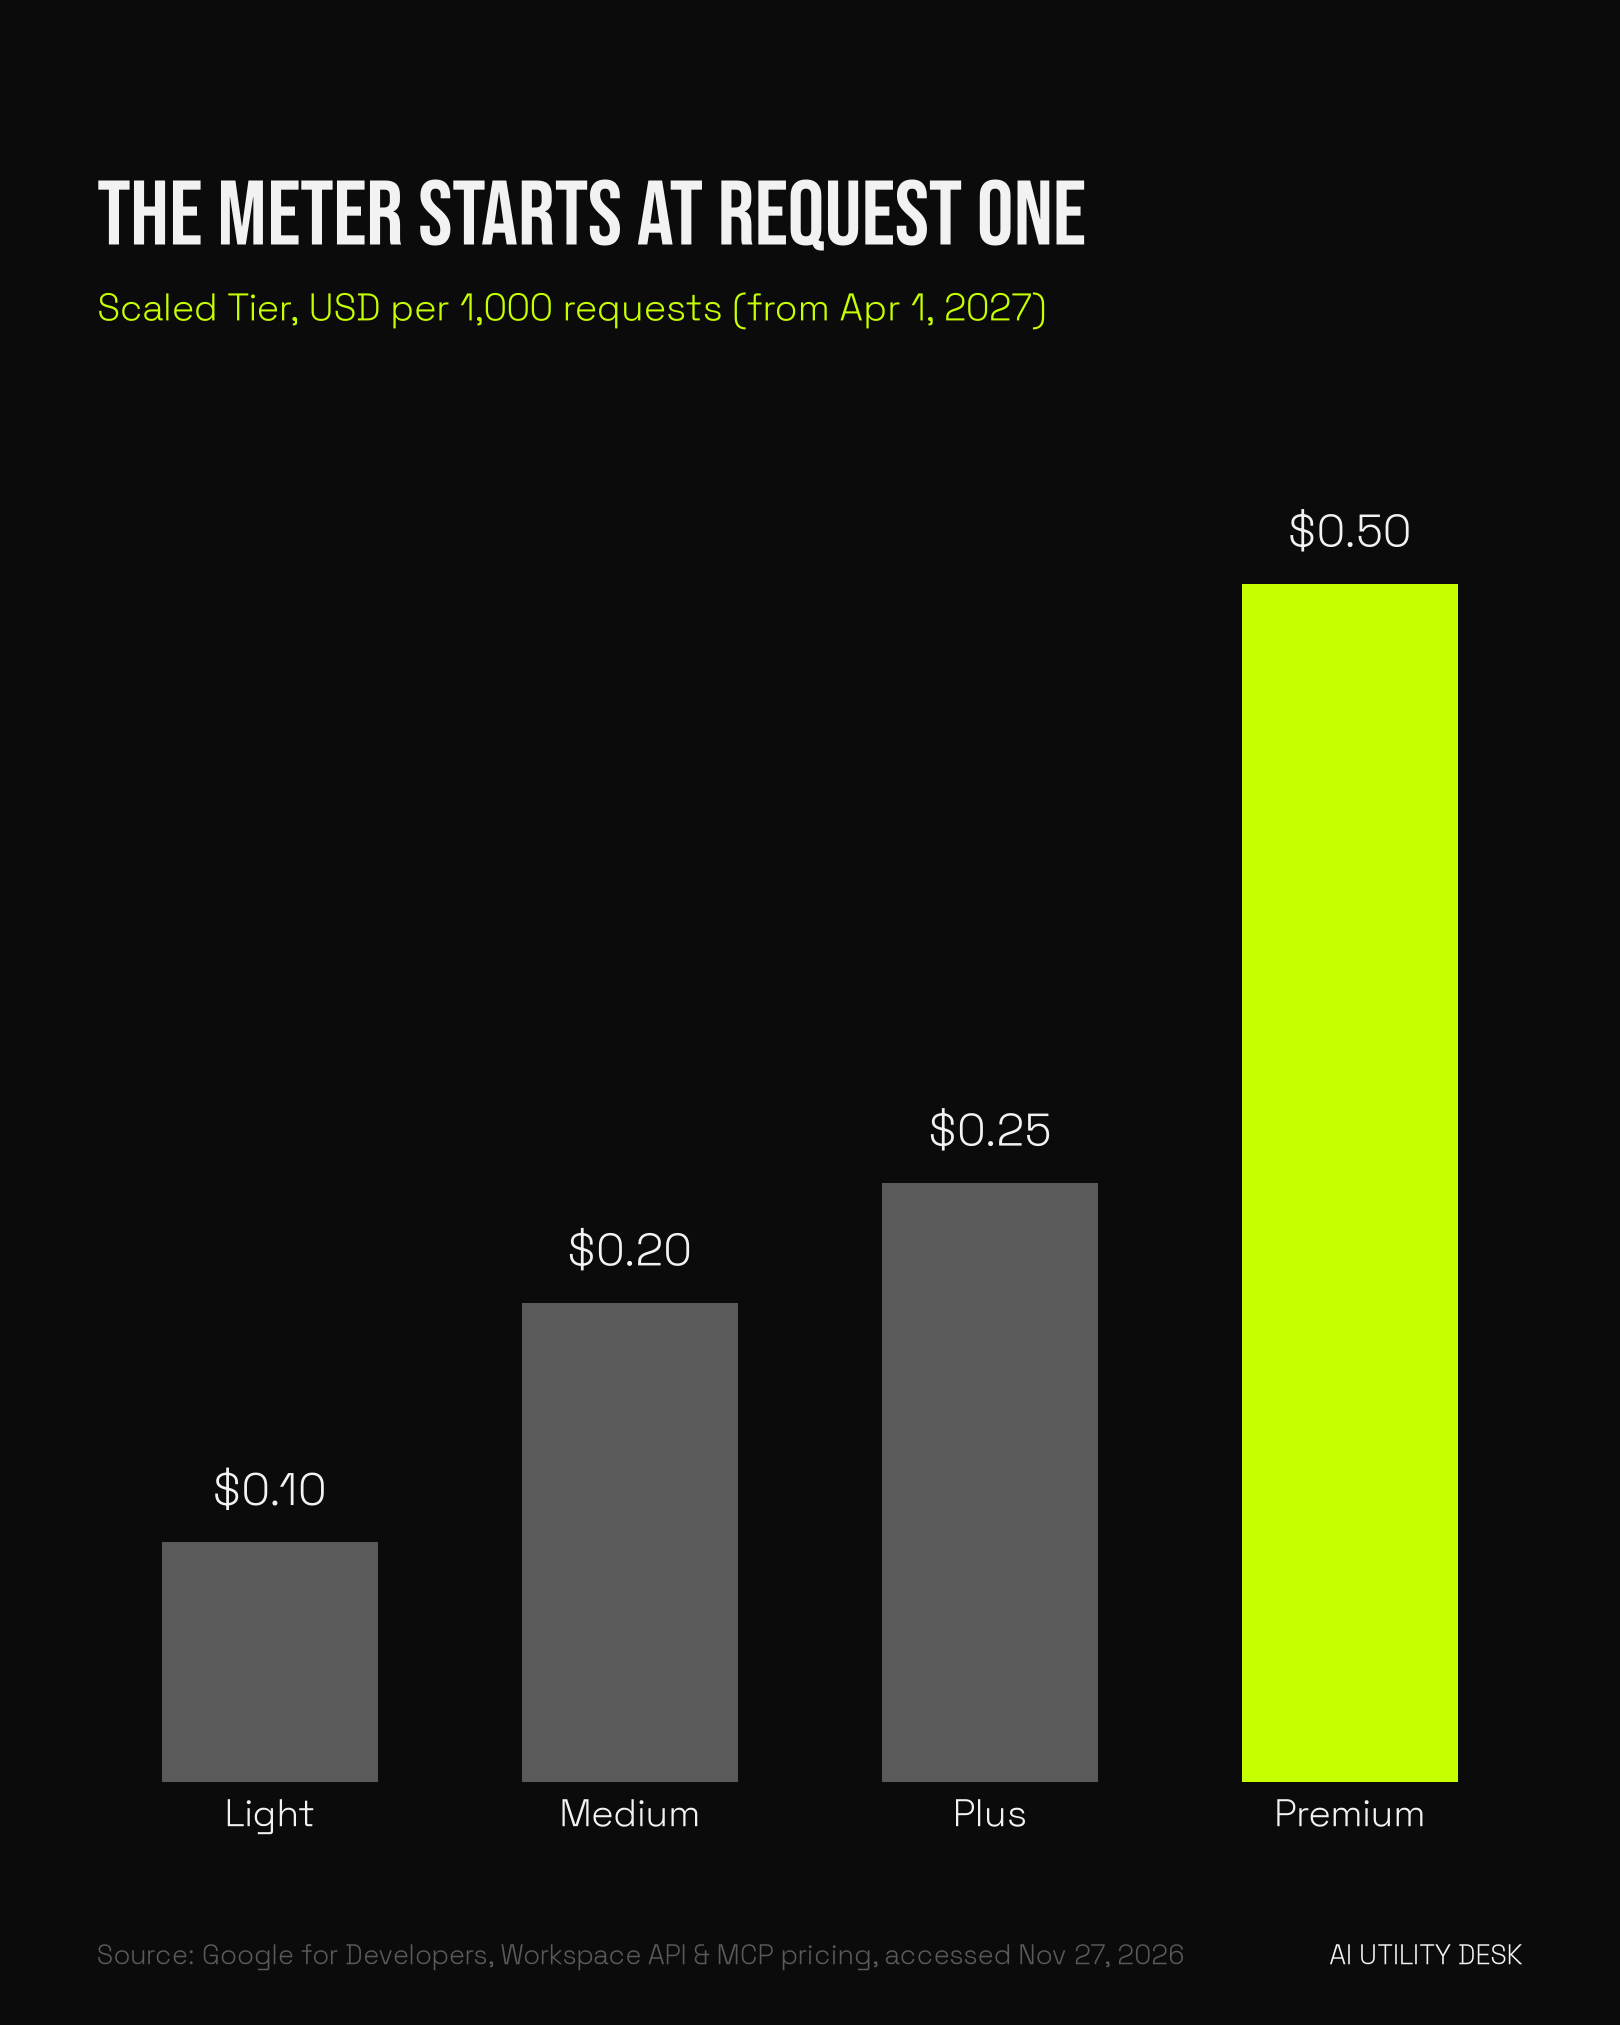 THE METER STARTS AT REQUEST ONE
Scaled Tier, USD per 1,000 requests (from Apr 1, 2027)
$0.10
$0.20
$0.25
$0.50
Light
Medium
Plus
Premium
Source: Google for Developers, Workspace API & MCP pricing, accessed Nov 27, 2026
AI UTILITY DESK